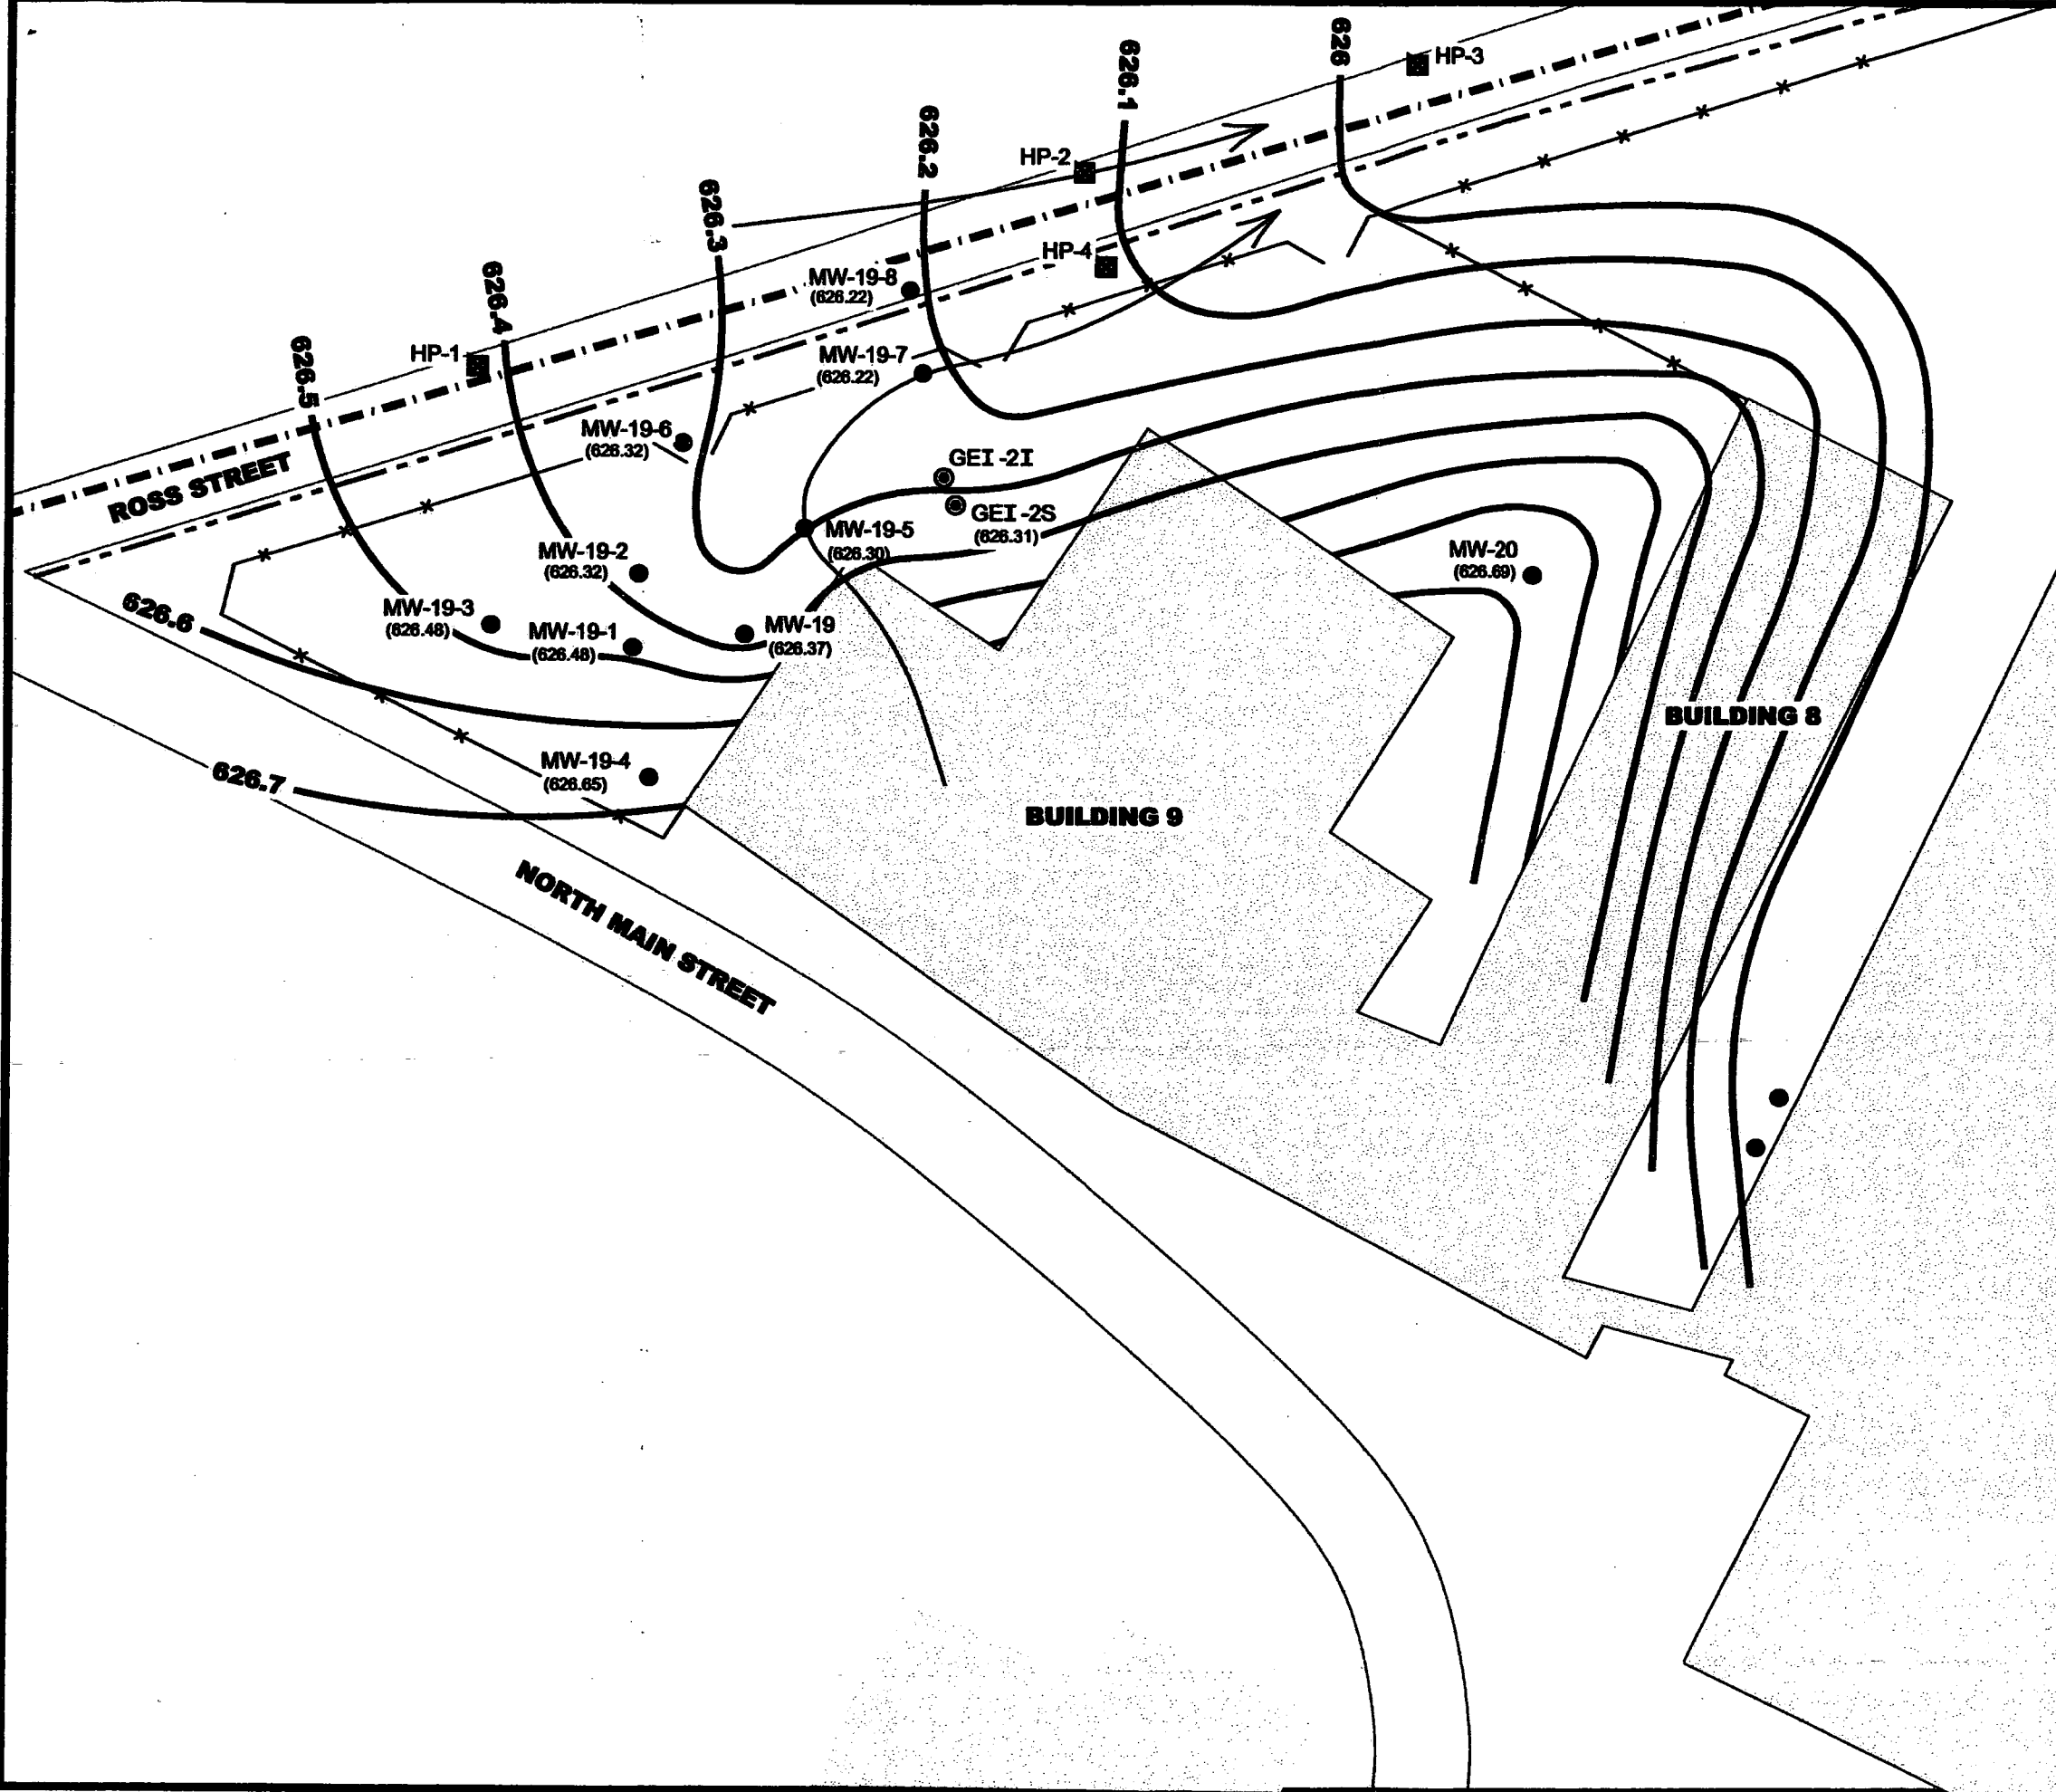 626
HP-3
626.1
626.2
HP-2
626.3
HP-4
626.4
MW-19-8
(626.22)
626.5
HP-1
MW-19-7
(626.22)
MW-19-6
(626.32)
ROSS STREET
GEI-2I
GEI-2S
(626.31)
MW-19-5
(626.30)
MW-19-2
(626.32)
MW-20
(626.69)
626.6
MW-19-3
(626.48)
MW-19-1
(626.48)
MW-19
(626.37)
BUILDING 8
MW-19-4
(626.65)
626.7
BUILDING 9
NORTH MAIN STREET